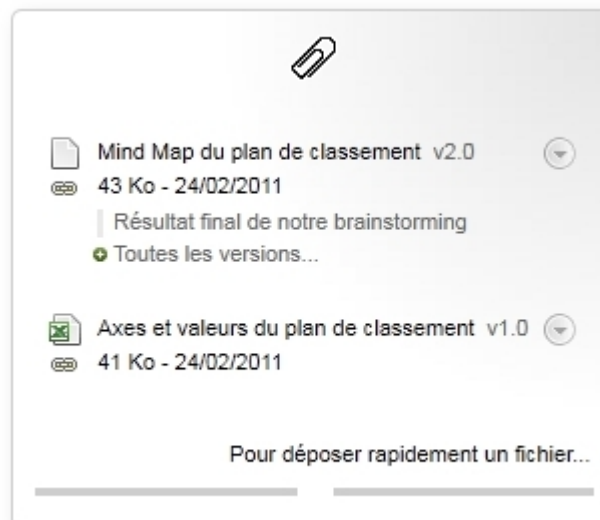 Mind Map du plan de classement v2.0
43 Ko - 24/02/2011
Résultat final de notre brainstorming
Toutes les versions...
Axes et valeurs du plan de classement v1.0
41 Ko - 24/02/2011
Pour déposer rapidement un fichier...